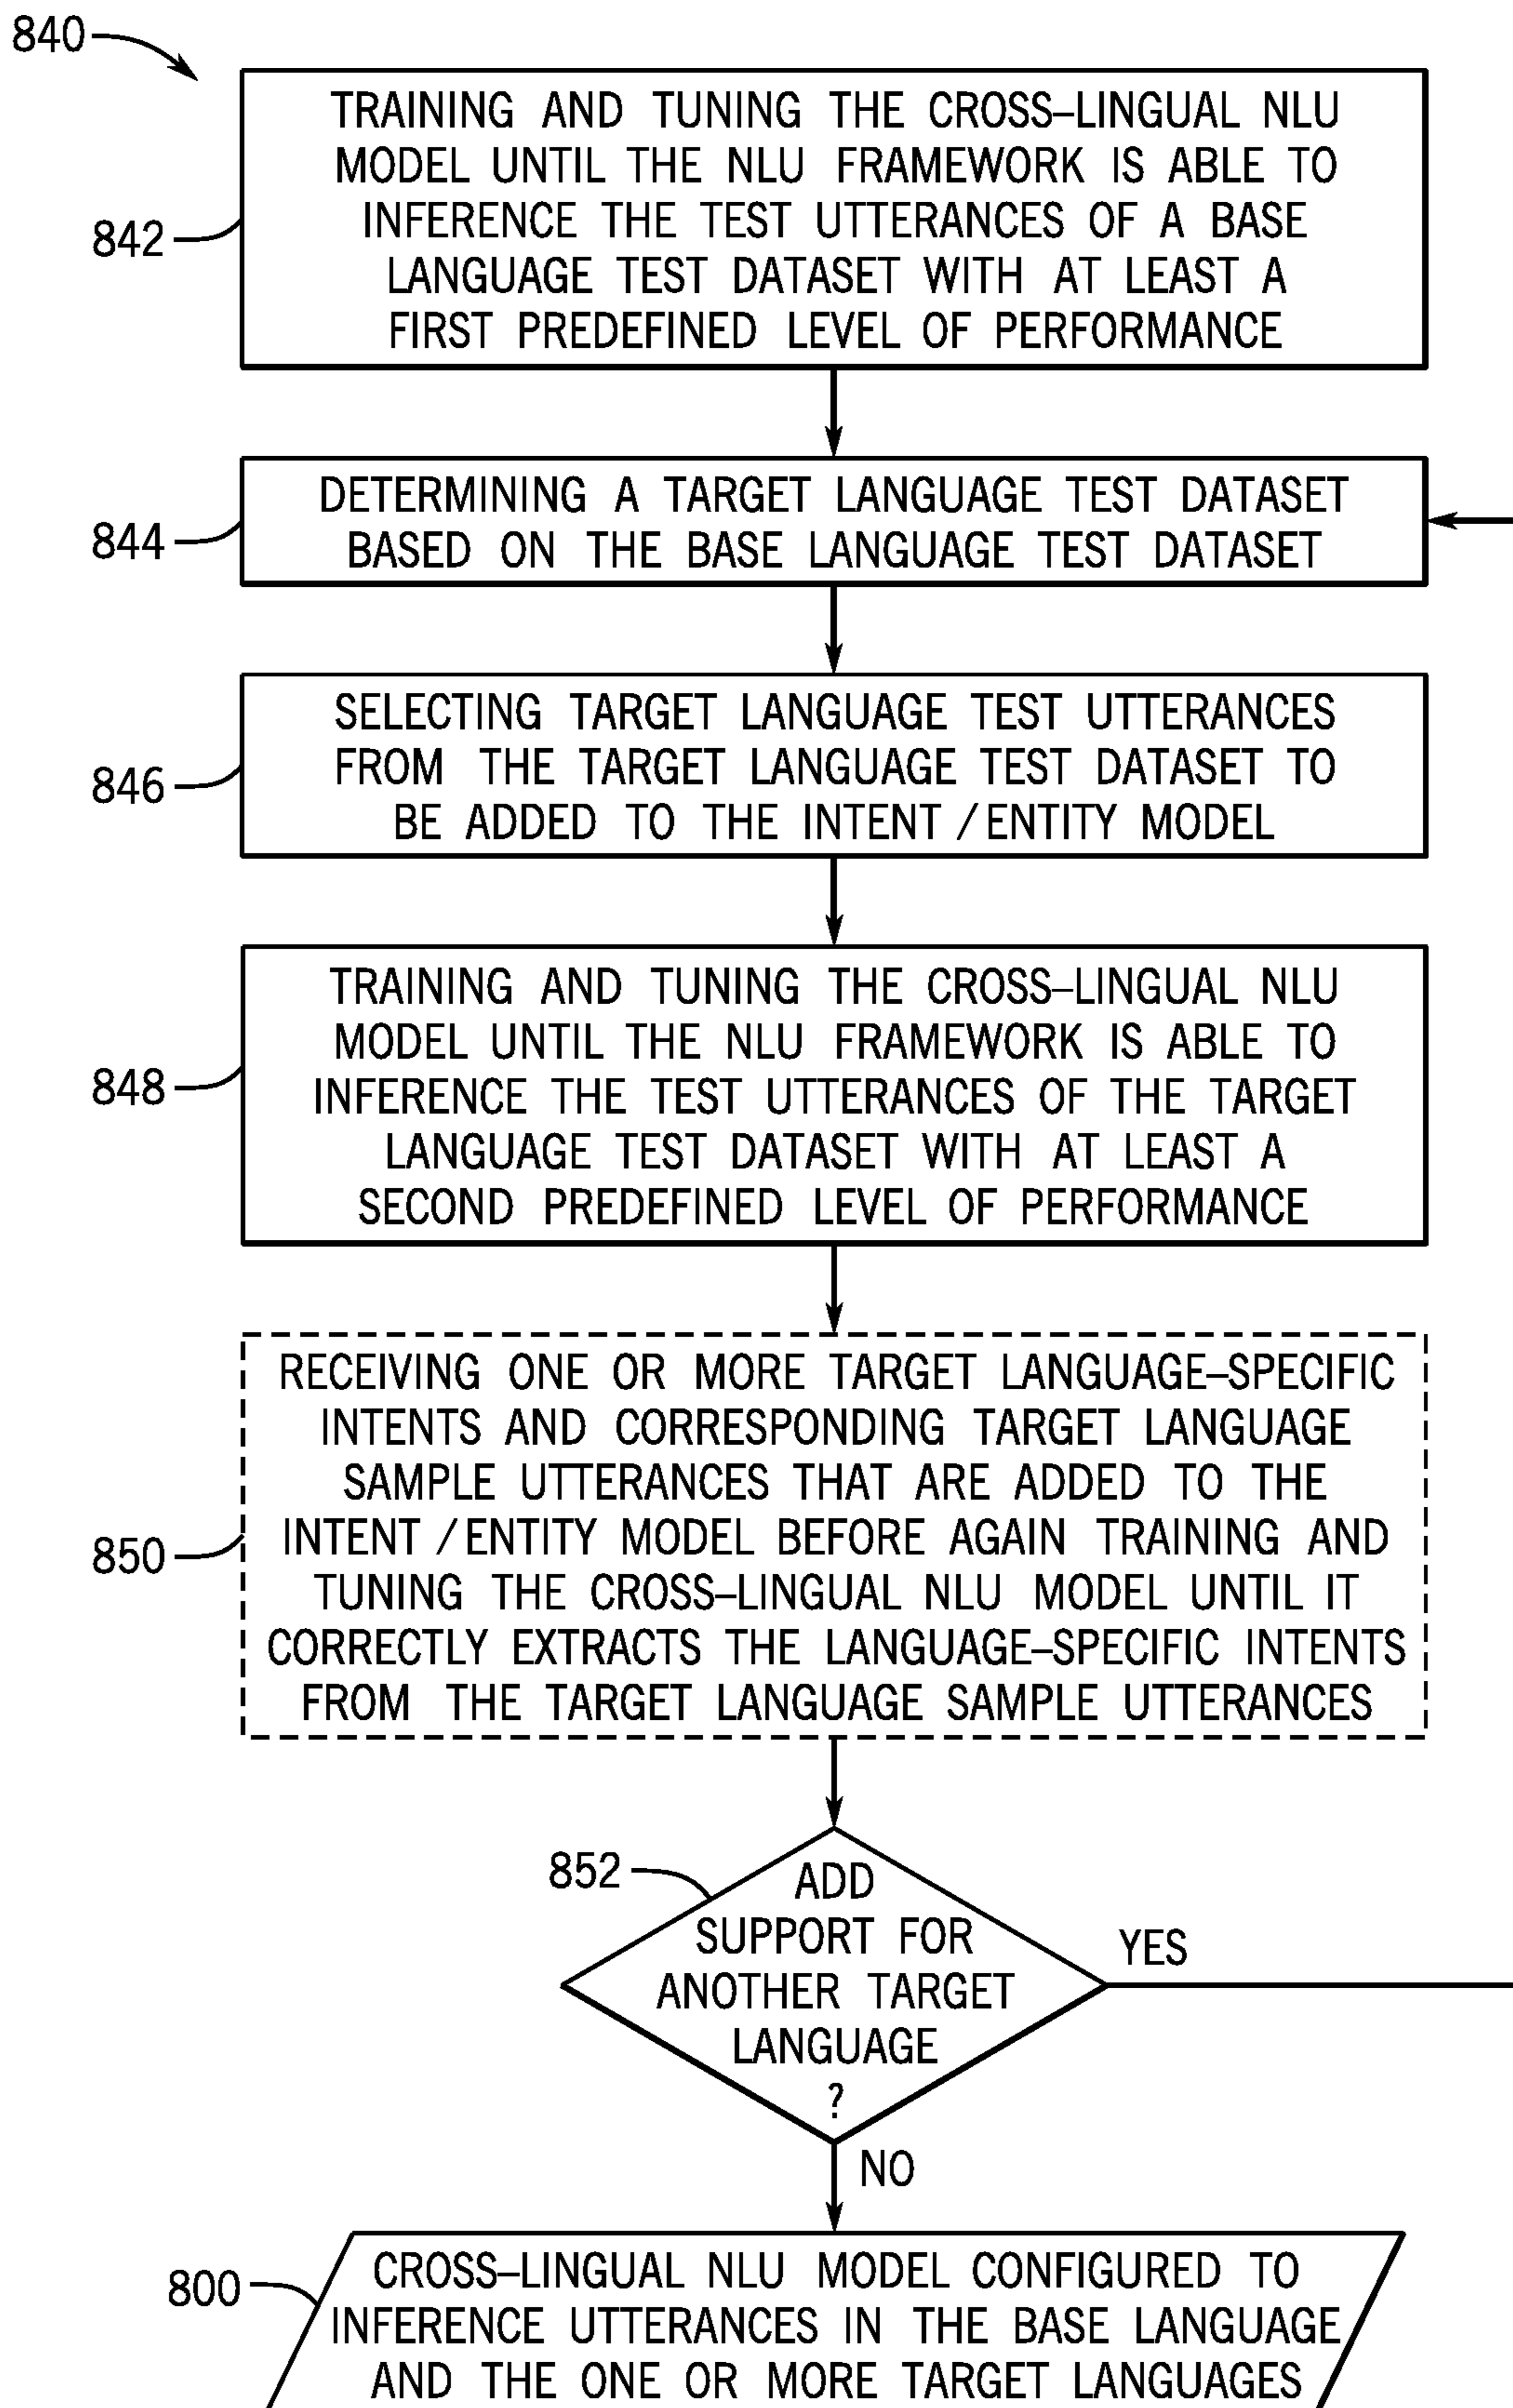 840
TRAINING AND TUNING THE CROSS–LINGUAL NLU
MODEL UNTIL THE NLU FRAMEWORK IS ABLE TO
INFERENCE THE TEST UTTERANCES OF A BASE
LANGUAGE TEST DATASET WITH AT LEAST A
FIRST PREDEFINED LEVEL OF PERFORMANCE
842
DETERMINING A TARGET LANGUAGE TEST DATASET
BASED ON THE BASE LANGUAGE TEST DATASET
844
SELECTING TARGET LANGUAGE TEST UTTERANCES
FROM THE TARGET LANGUAGE TEST DATASET TO
BE ADDED TO THE INTENT/ENTITY MODEL
846
TRAINING AND TUNING THE CROSS–LINGUAL NLU
MODEL UNTIL THE NLU FRAMEWORK IS ABLE TO
INFERENCE THE TEST UTTERANCES OF THE TARGET
LANGUAGE TEST DATASET WITH AT LEAST A
SECOND PREDEFINED LEVEL OF PERFORMANCE
848
RECEIVING ONE OR MORE TARGET LANGUAGE–SPECIFIC
INTENTS AND CORRESPONDING TARGET LANGUAGE
SAMPLE UTTERANCES THAT ARE ADDED TO THE
INTENT/ENTITY MODEL BEFORE AGAIN TRAINING AND
TUNING THE CROSS–LINGUAL NLU MODEL UNTIL IT
CORRECTLY EXTRACTS THE LANGUAGE–SPECIFIC INTENTS
FROM THE TARGET LANGUAGE SAMPLE UTTERANCES
850
852
ADD
SUPPORT FOR
ANOTHER TARGET
LANGUAGE
?
YES
NO
800
CROSS–LINGUAL NLU MODEL CONFIGURED TO
INFERENCE UTTERANCES IN THE BASE LANGUAGE
AND THE ONE OR MORE TARGET LANGUAGES